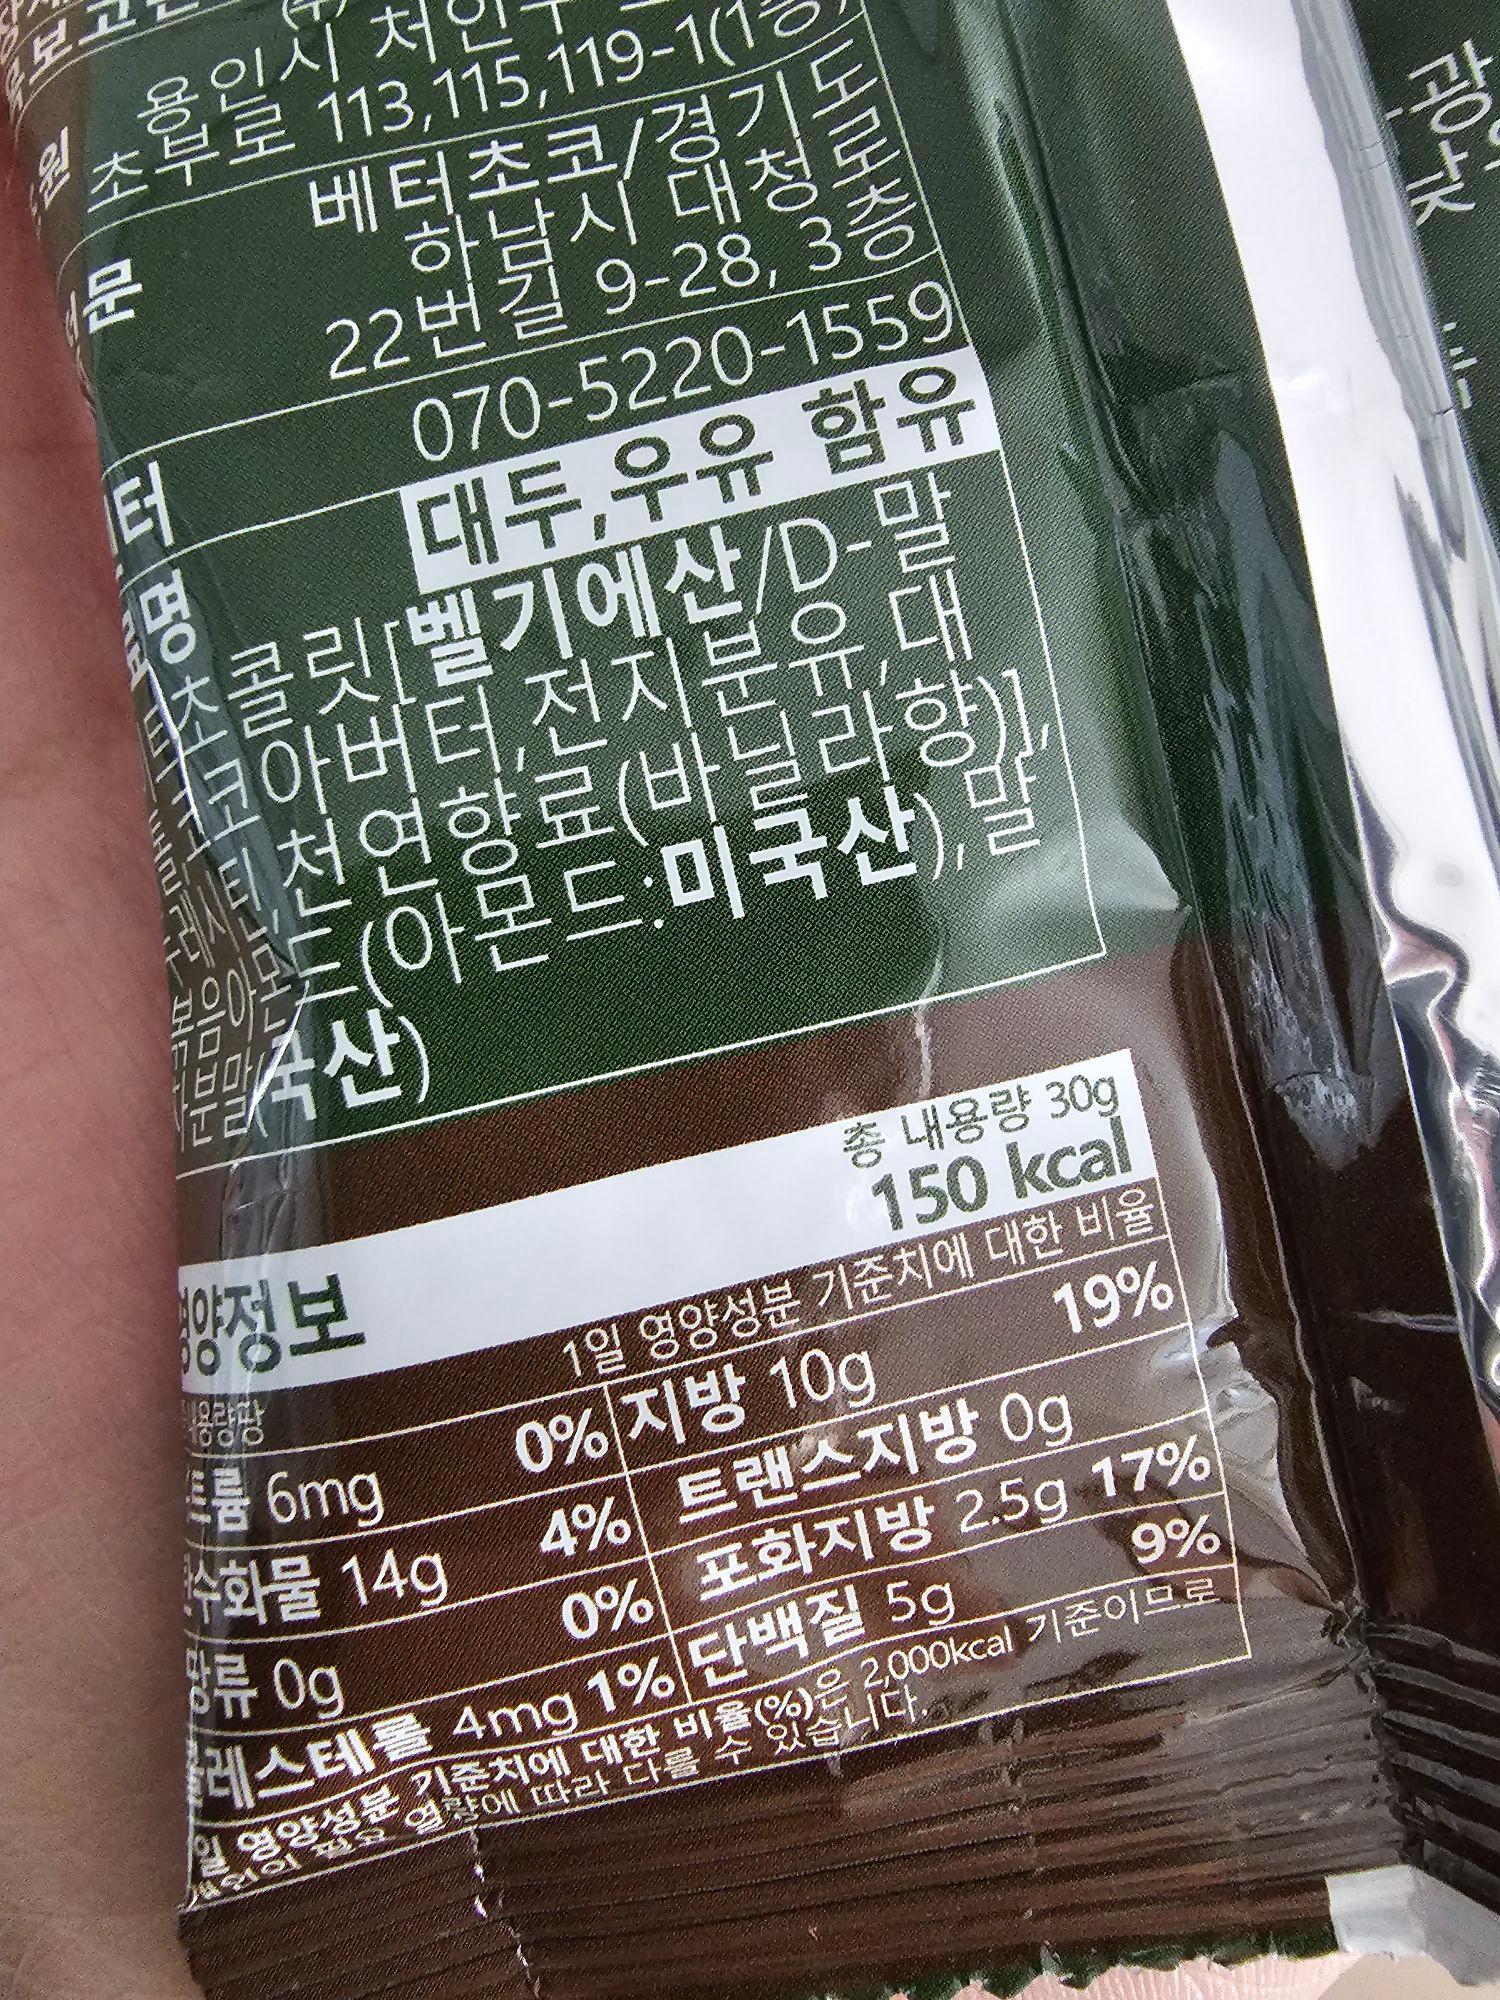 용인시 처인구
초부로 113,115,119-1(1층)
원
베터초코/경기도
하남시 대청로
22번길 9-28, 3층
문
070-5220-1559
터
대두,우유 함유
명
초콜릿[벨기에산/D-말
코코아버터,전지분유,대
천연향료(바닐라향)],
볶음아몬드(아몬드:미국산),말
(국산)
총 내용량 30g
150 kcal
영양정보
1일 영양성분 기준치에 대한 비율
나트륨 6mg 0%
지방 10g 19%
탄수화물 14g 4%
트랜스지방 0g
당류 0g 0%
포화지방 2.5g 17%
콜레스테롤 4mg 1%
단백질 5g 9%
1일 영양성분 기준치에 대한 비율(%)은 2,000kcal 기준이므로
개인의 필요 열량에 따라 다를 수 있습니다.